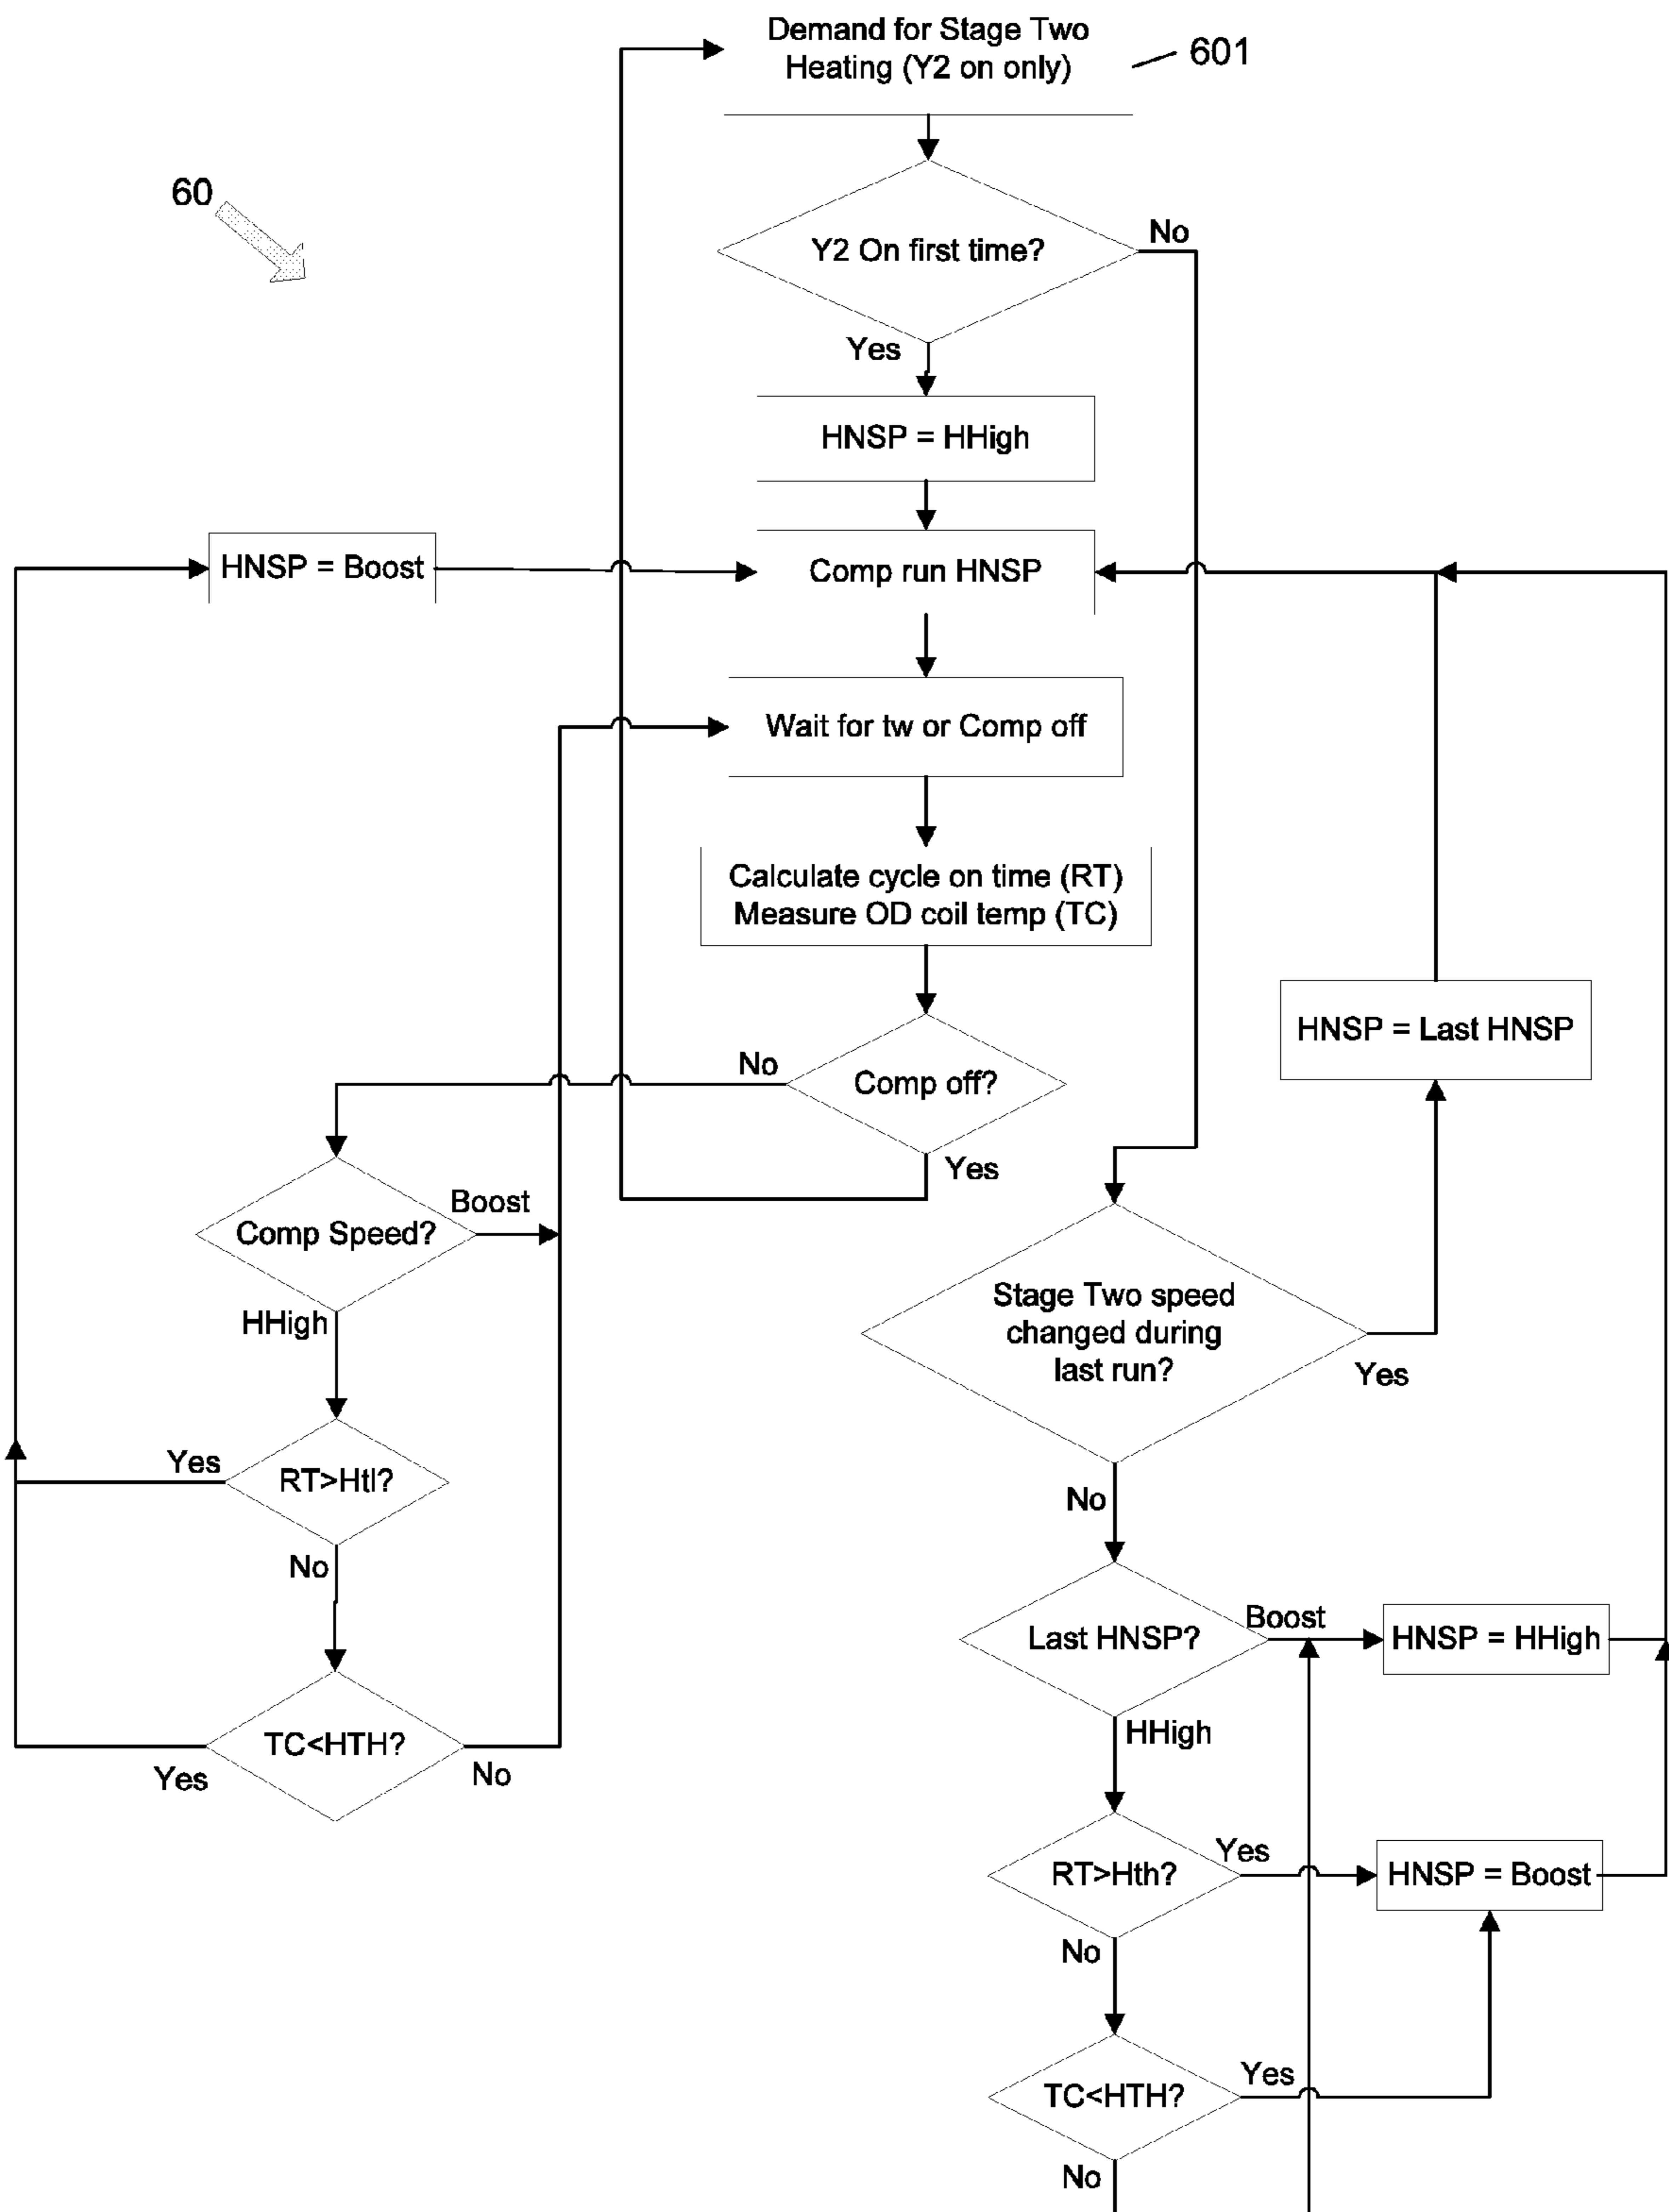 Demand for Stage Two
Heating (Y2 on only)
601
60
Y2 On first time?
No
Yes
HNSP = HHigh
HNSP = Boost
Comp run HNSP
Wait for tw or Comp off
Calculate cycle on time (RT)
Measure OD coil temp (TC)
HNSP = Last HNSP
No
Comp off?
Yes
Comp Speed?
Boost
HHigh
Stage Two speed
changed during
last run?
Yes
Yes
RT>Htl?
No
No
Last HNSP?
Boost
HNSP = HHigh
HHigh
TC<HTH?
Yes
No
RT>Hth?
Yes
HNSP = Boost
No
TC<HTH?
Yes
No